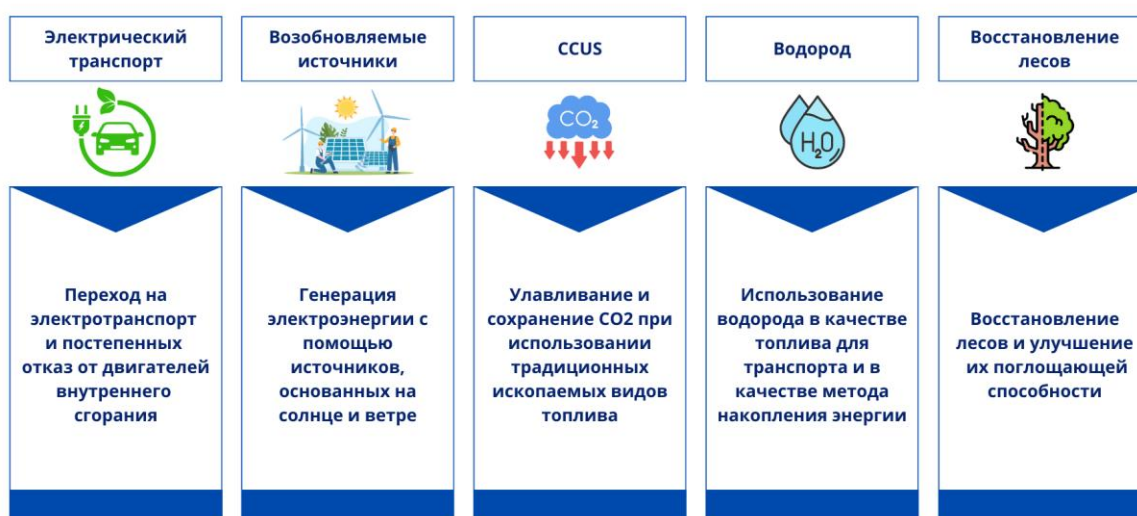 Электрический
транспорт
Возобновляемые
источники
CCUS
Водород
Восстановление
лесов
CO₂
H₂O
Переход на
электротранспорт
и постепенных
отказ от двигателей
внутреннего
сгорания
Генерация
электроэнергии с
помощью
источников,
основанных на
солнце и ветре
Улавливание и
сохранение СО2 при
использовании
традиционных
ископаемых видов
топлива
Использование
водорода в качестве
топлива для
транспорта и в
качестве метода
накопления энергии
Восстановление
лесов и улучшение
их поглощающей
способности